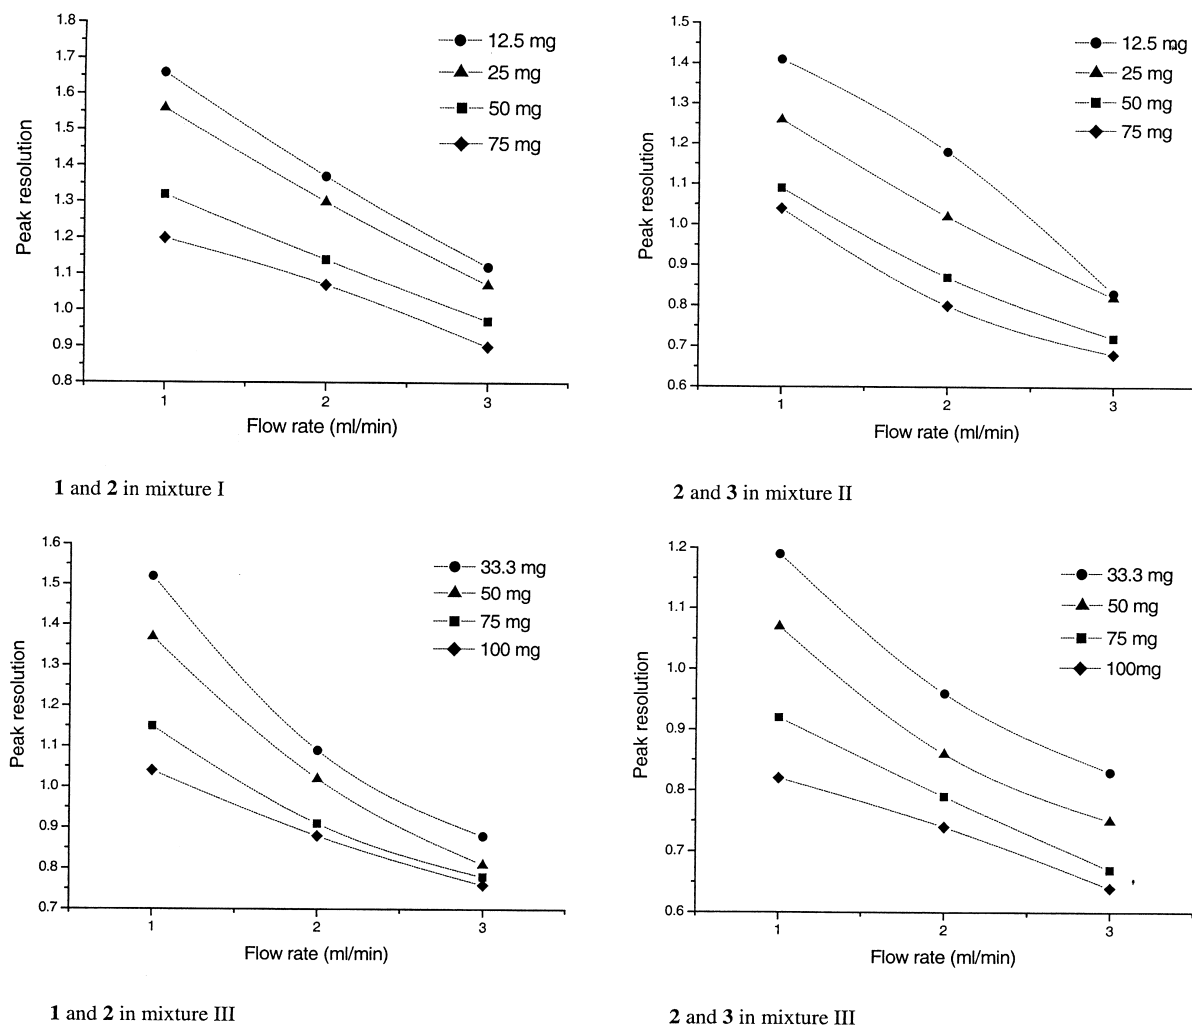 1.8
1.7
1.6
1.5
1.4
1.3
1.2
1.1
1.0
0.9
0.8
Peak resolution
12.5 mg
25 mg
50 mg
75 mg
1 2 3
Flow rate (ml/min)
1 and 2 in mixture I
1.5
1.4
1.3
1.2
1.1
1.0
0.9
0.8
0.7
0.6
Peak resolution
12.5 mg
25 mg
50 mg
75 mg
1 2 3
Flow rate (ml/min)
2 and 3 in mixture II
1.6
1.5
1.4
1.3
1.2
1.1
1.0
0.9
0.8
0.7
Peak resolution
33.3 mg
50 mg
75 mg
100 mg
1 2 3
Flow rate (ml/min)
1 and 2 in mixture III
1.2
1.1
1.0
0.9
0.8
0.7
0.6
Peak resolution
33.3 mg
50 mg
75 mg
100mg
1 2 3
Flow rate (ml/min)
2 and 3 in mixture III